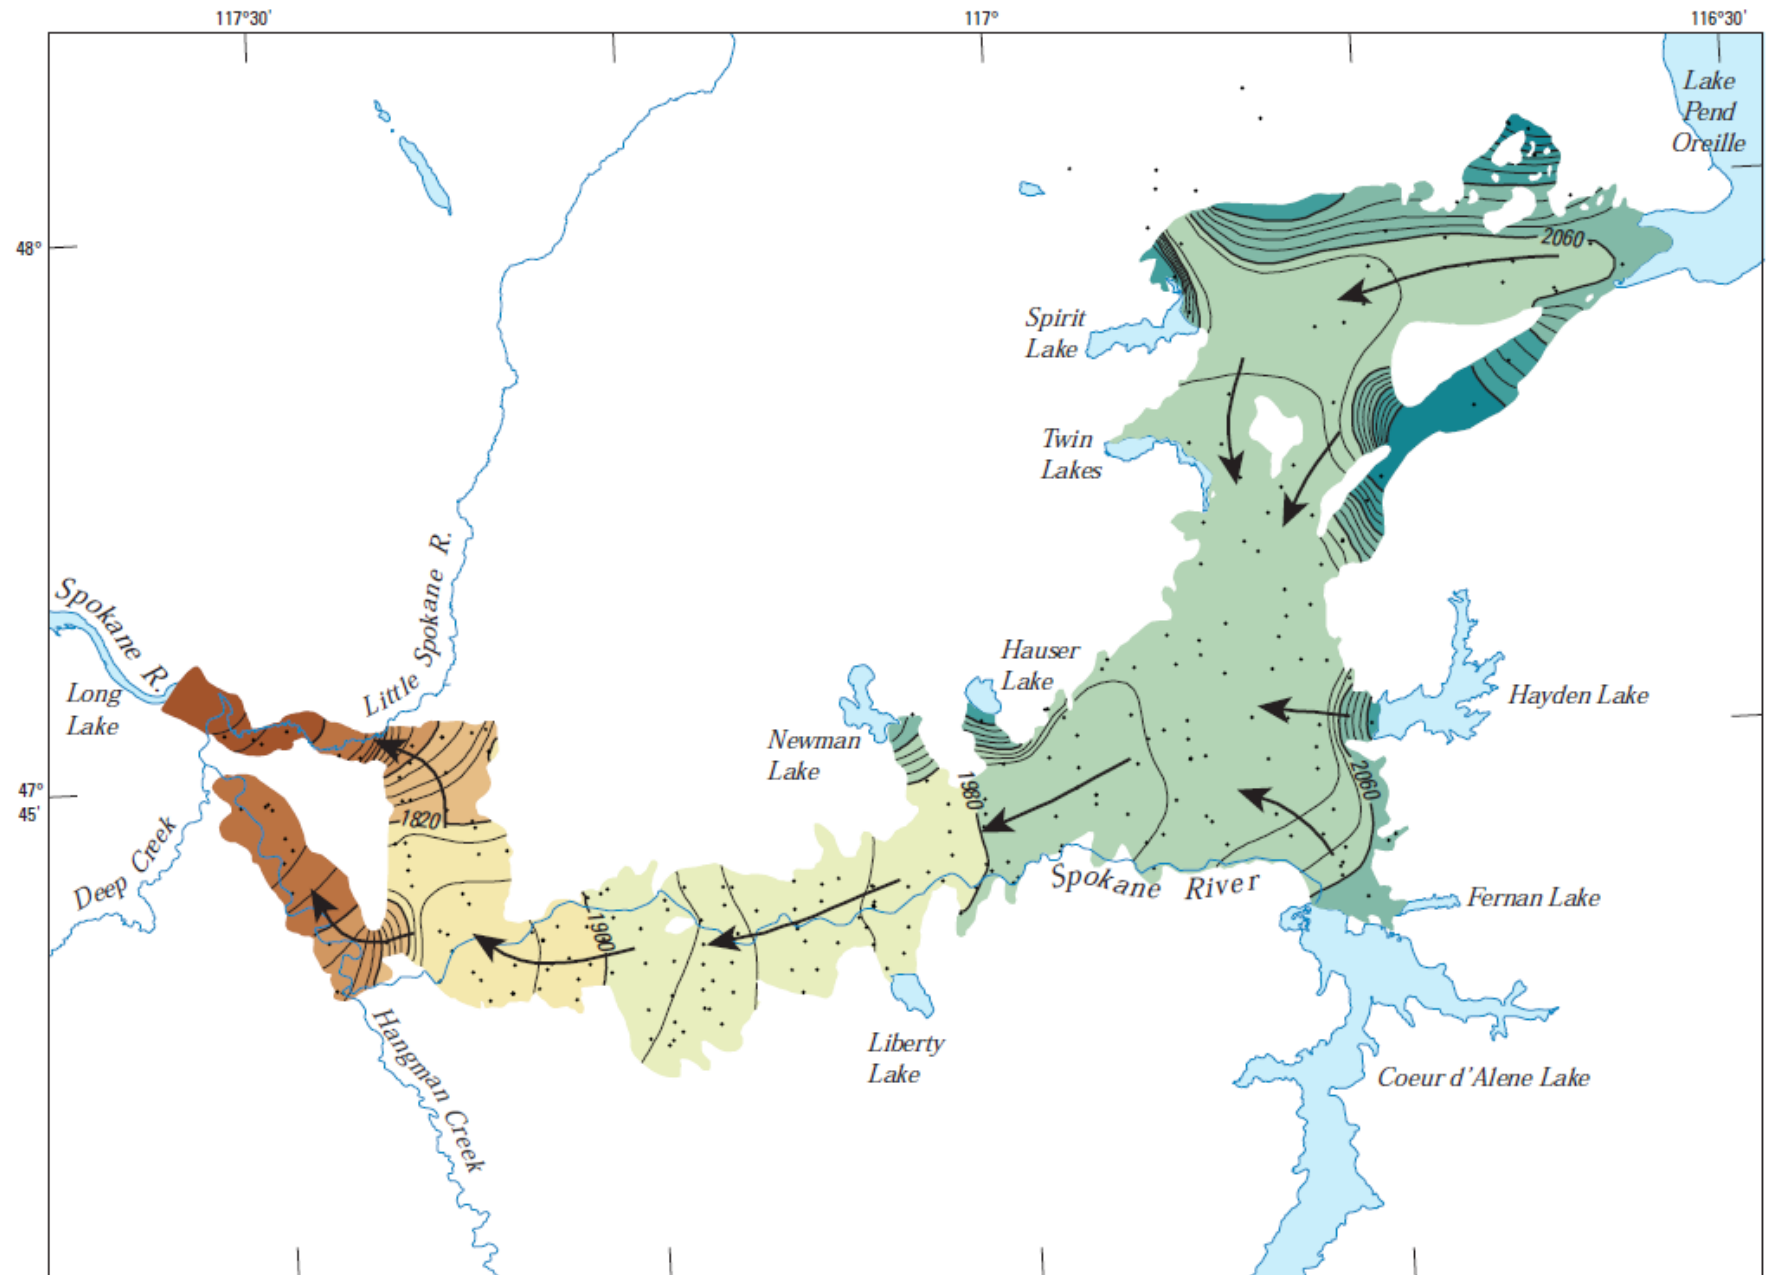 117°30'
117°
116°30'
Lake
Pend
Oreille
48°
2060
Spirit
Lake
Twin
Lakes
Spokane R.
Little Spokane R.
Long
Lake
Hauser
Lake
Hayden Lake
Newman
Lake
1980
2060
47°
45'
1820
Deep Creek
Spokane River
Fernan Lake
1900
Hangman Creek
Liberty
Lake
Coeur d'Alene Lake